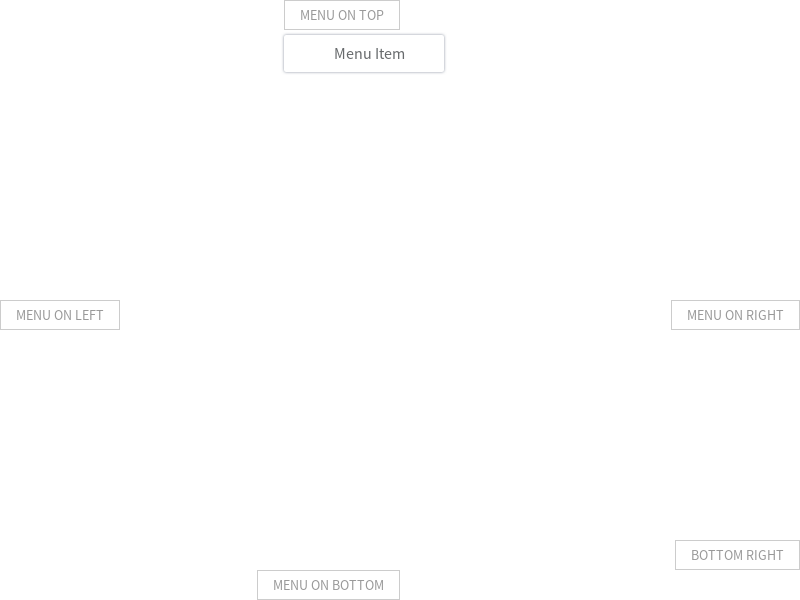 MENU ON TOP
Menu Item
MENU ON LEFT
MENU ON RIGHT
BOTTOM RIGHT
MENU ON BOTTOM